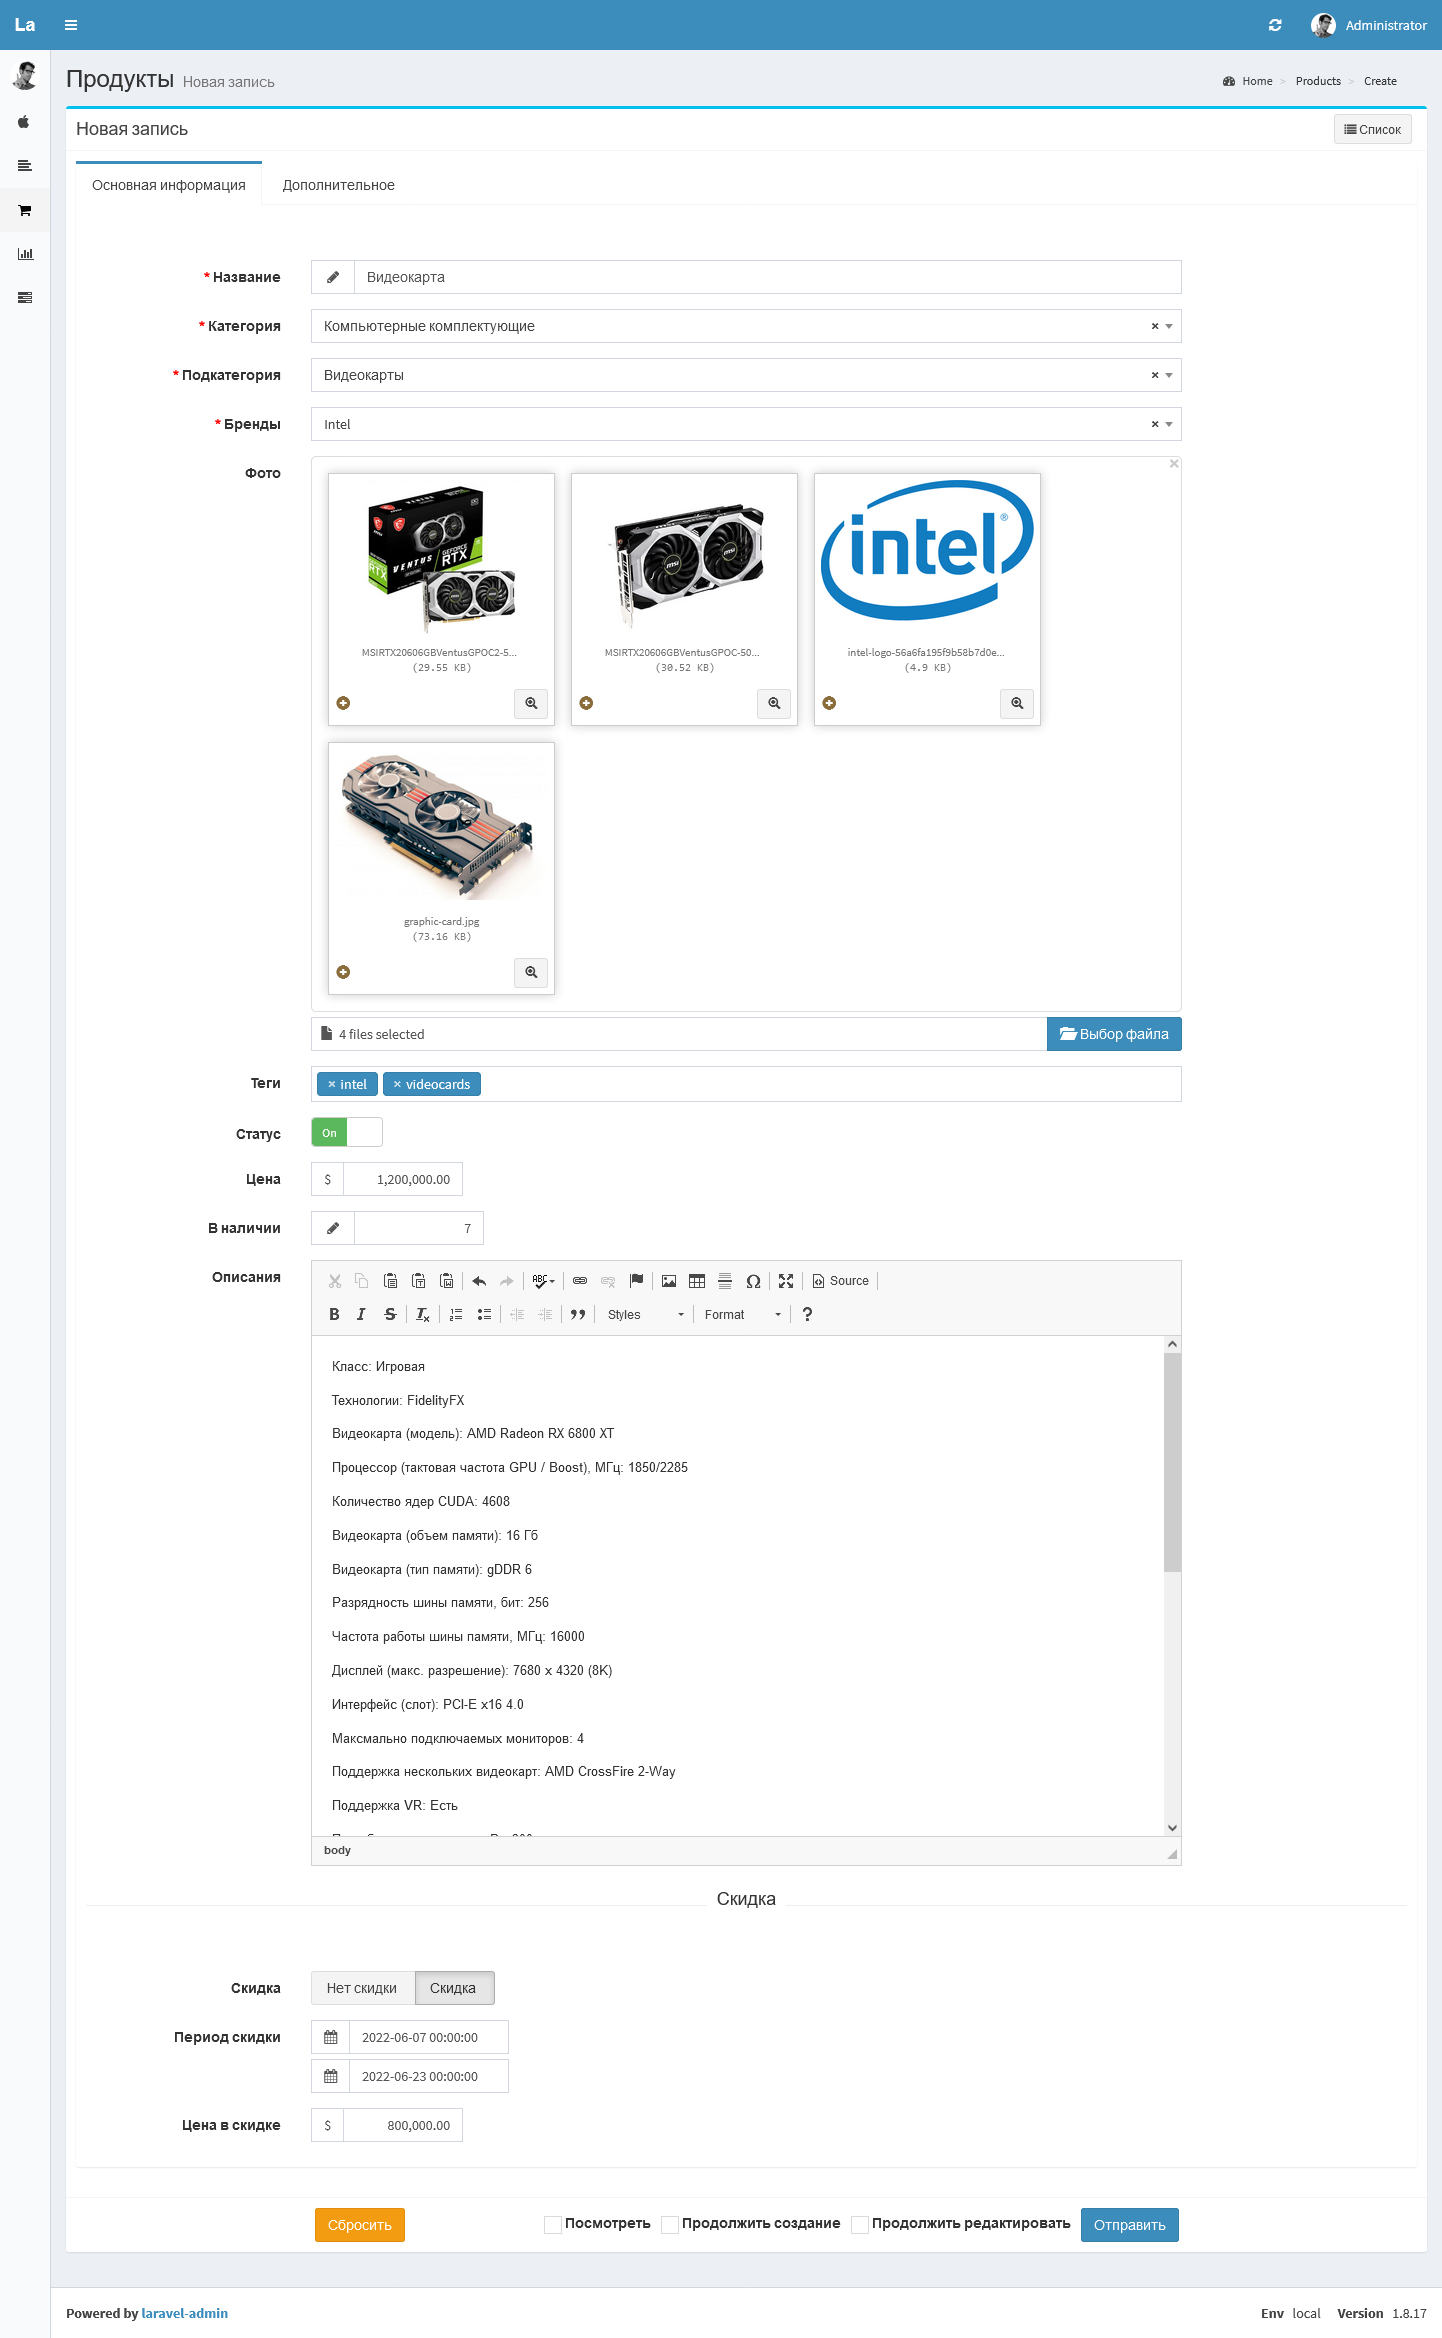 La
Administrator
Продукты Новая запись
Home > Products > Create
Новая запись
Список
Основная информация
Дополнительное
* Название
Видеокарта
* Категория
Компьютерные комплектующие × 
* Подкатегория
Видеокарты ×
* Бренды
Intel ×
Фото
×
VENTUS
GEFORCE RTX
RTX
msi
intel®
MSIRTX20606GBVentusGPOC2-5...
(29.55 KB)
MSIRTX20606GBVentusGPOC-50...
(30.52 KB)
intel-logo-56a6fa195f9b58b7d0e...
(4.9 KB)
graphic-card.jpg
(73.16 KB)
4 files selected
Выбор файла
Теги
× intel × videocards
Статус
On
Цена
$ 1,200,000.00
В наличии
7
Описания
ABC
Source
B I S Tx
Styles Format ?
Класс: Игровая
Технологии: FidelityFX
Видеокарта (модель): AMD Radeon RX 6800 XT
Процессор (тактовая частота GPU / Boost), МГц: 1850/2285
Количество ядер CUDA: 4608
Видеокарта (объем памяти): 16 Гб
Видеокарта (тип памяти): gDDR 6
Разрядность шины памяти, бит: 256
Частота работы шины памяти, МГц: 16000
Дисплей (макс. разрешение): 7680 x 4320 (8K)
Интерфейс (слот): PCI-E x16 4.0
Максмально подключаемых мониторов: 4
Поддержка нескольких видеокарт: AMD CrossFire 2-Way
Поддержка VR: Есть
body
Скидка
Скидка
Нет скидки Скидка
Период скидки
2022-06-07 00:00:00
2022-06-23 00:00:00
Цена в скидке
$ 800,000.00
Сбросить
Посмотреть
Продолжить создание
Продолжить редактировать
Отправить
Powered by laravel-admin
Env local Version 1.8.17